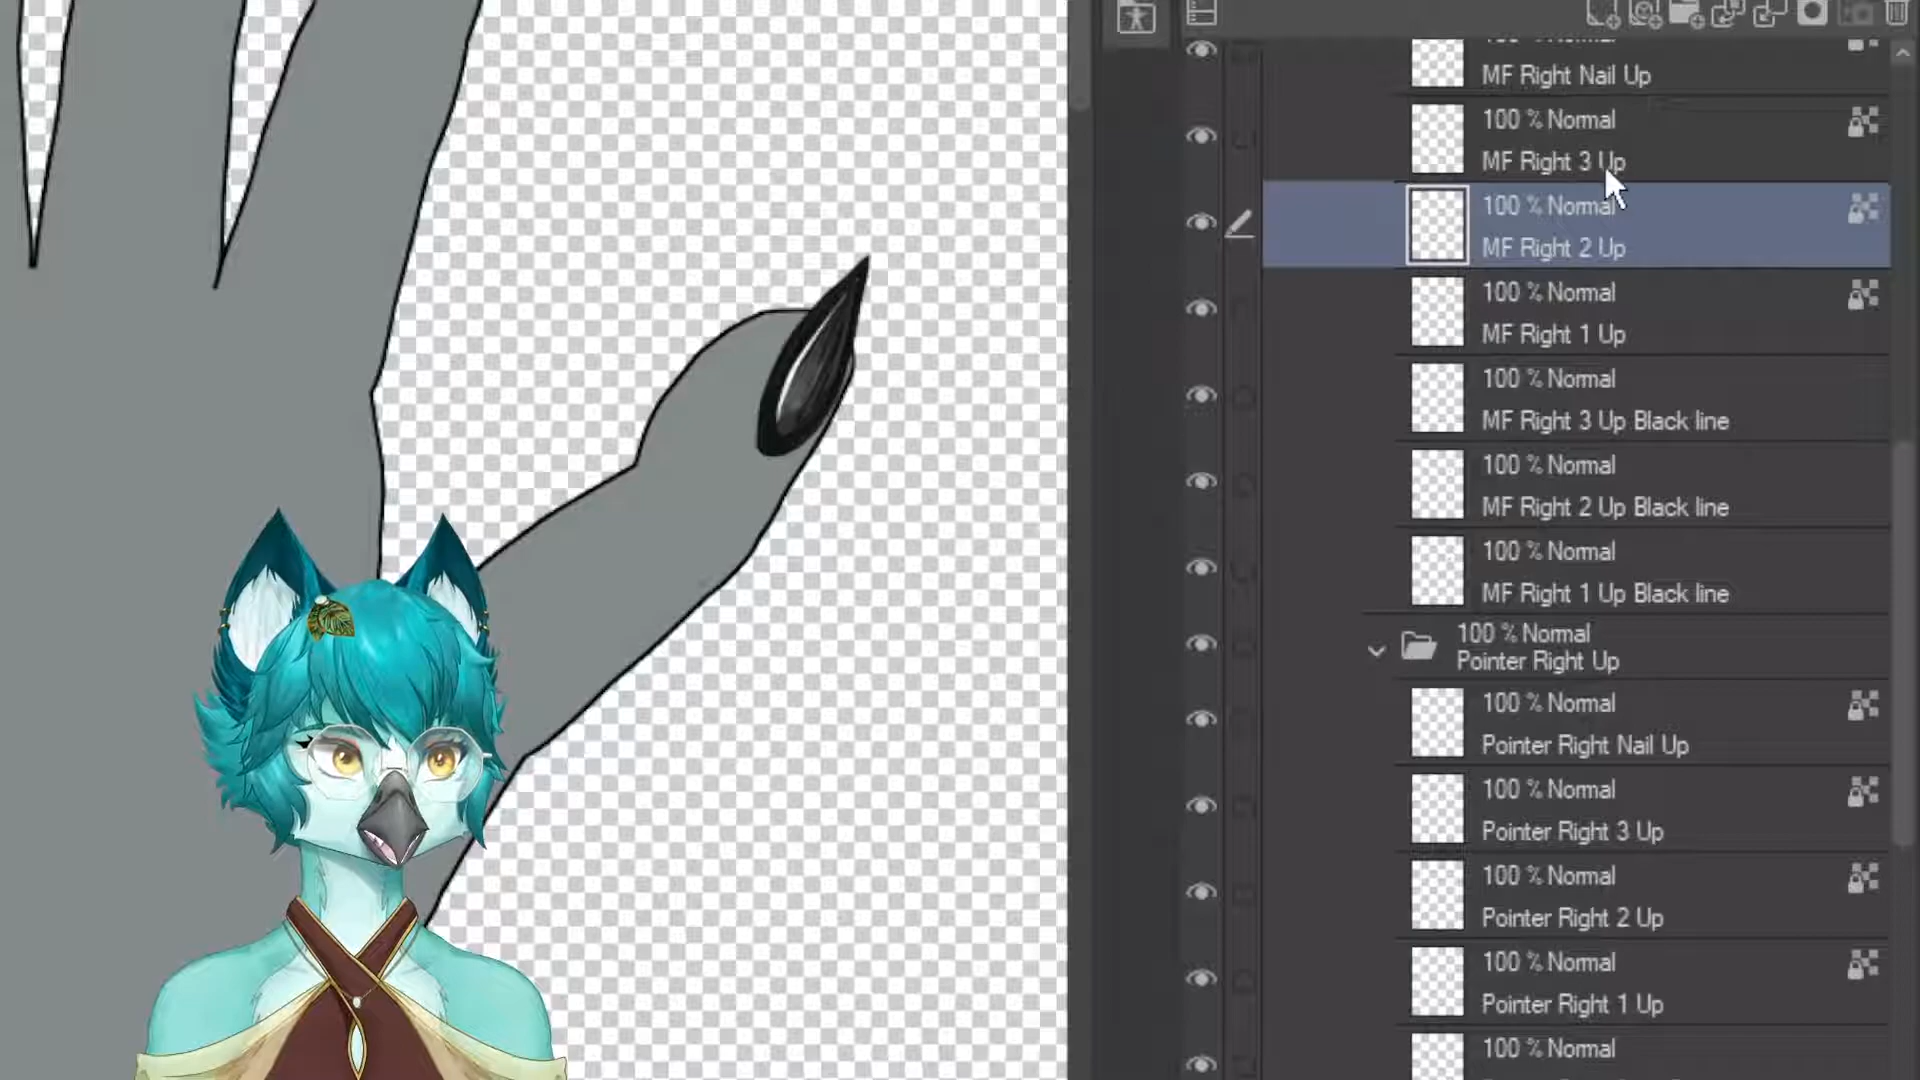 MF Right Nail Up
100 % Normal
MF Right 3 Up
100 % Normal
MF Right 2 Up
100 % Normal
MF Right 1 Up
100 % Normal
MF Right 3 Up Black line
100 % Normal
MF Right 2 Up Black line
100 % Normal
MF Right 1 Up Black line
100 % Normal
Pointer Right Up
100 % Normal
Pointer Right Nail Up
100 % Normal
Pointer Right 3 Up
100 % Normal
Pointer Right 2 Up
100 % Normal
Pointer Right 1 Up
100 % Normal